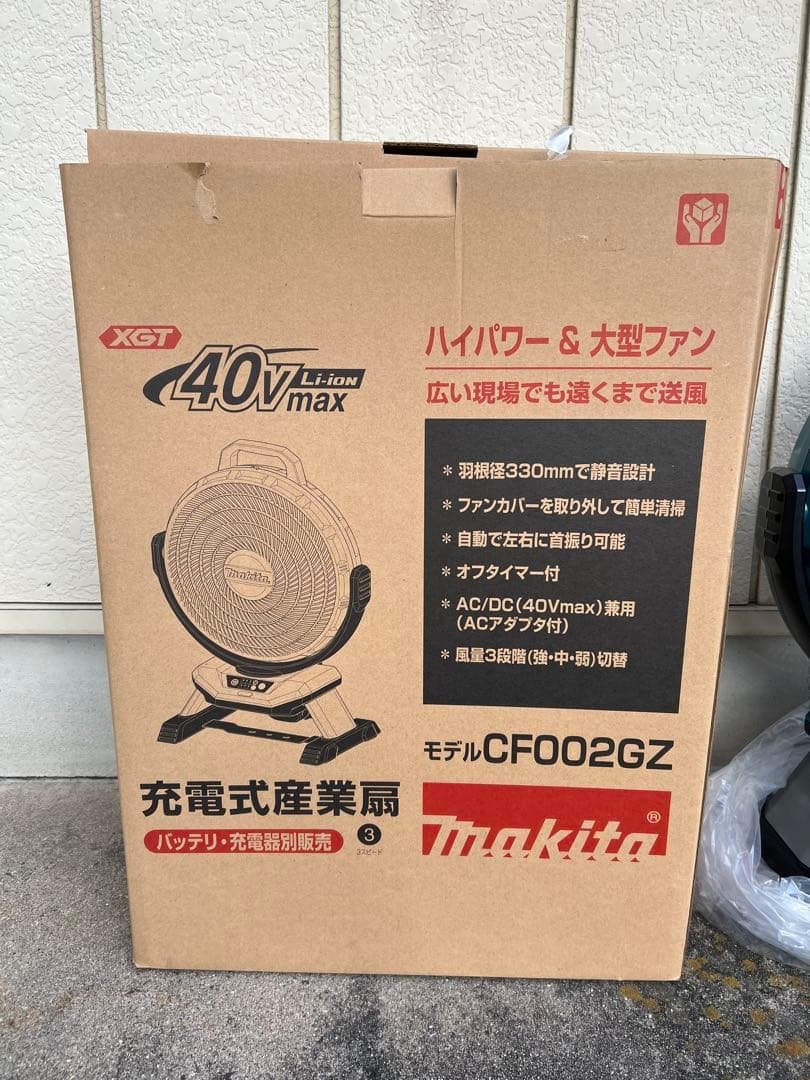 XGT
40Vmax Li-ion
ハイパワー & 大型ファン
広い現場でも遠くまで送風
* 羽根径330mmで静音設計
* ファンカバーを取り外して簡単清掃
* 自動で左右に首振り可能
* オフタイマー付
* AC/DC(40Vmax)兼用
(ACアダプタ付)
* 風量3段階(強・中・弱)切替
makita
モデルCF002GZ
充電式産業扇
バッテリ・充電器別販売
3
3スピード
makita®